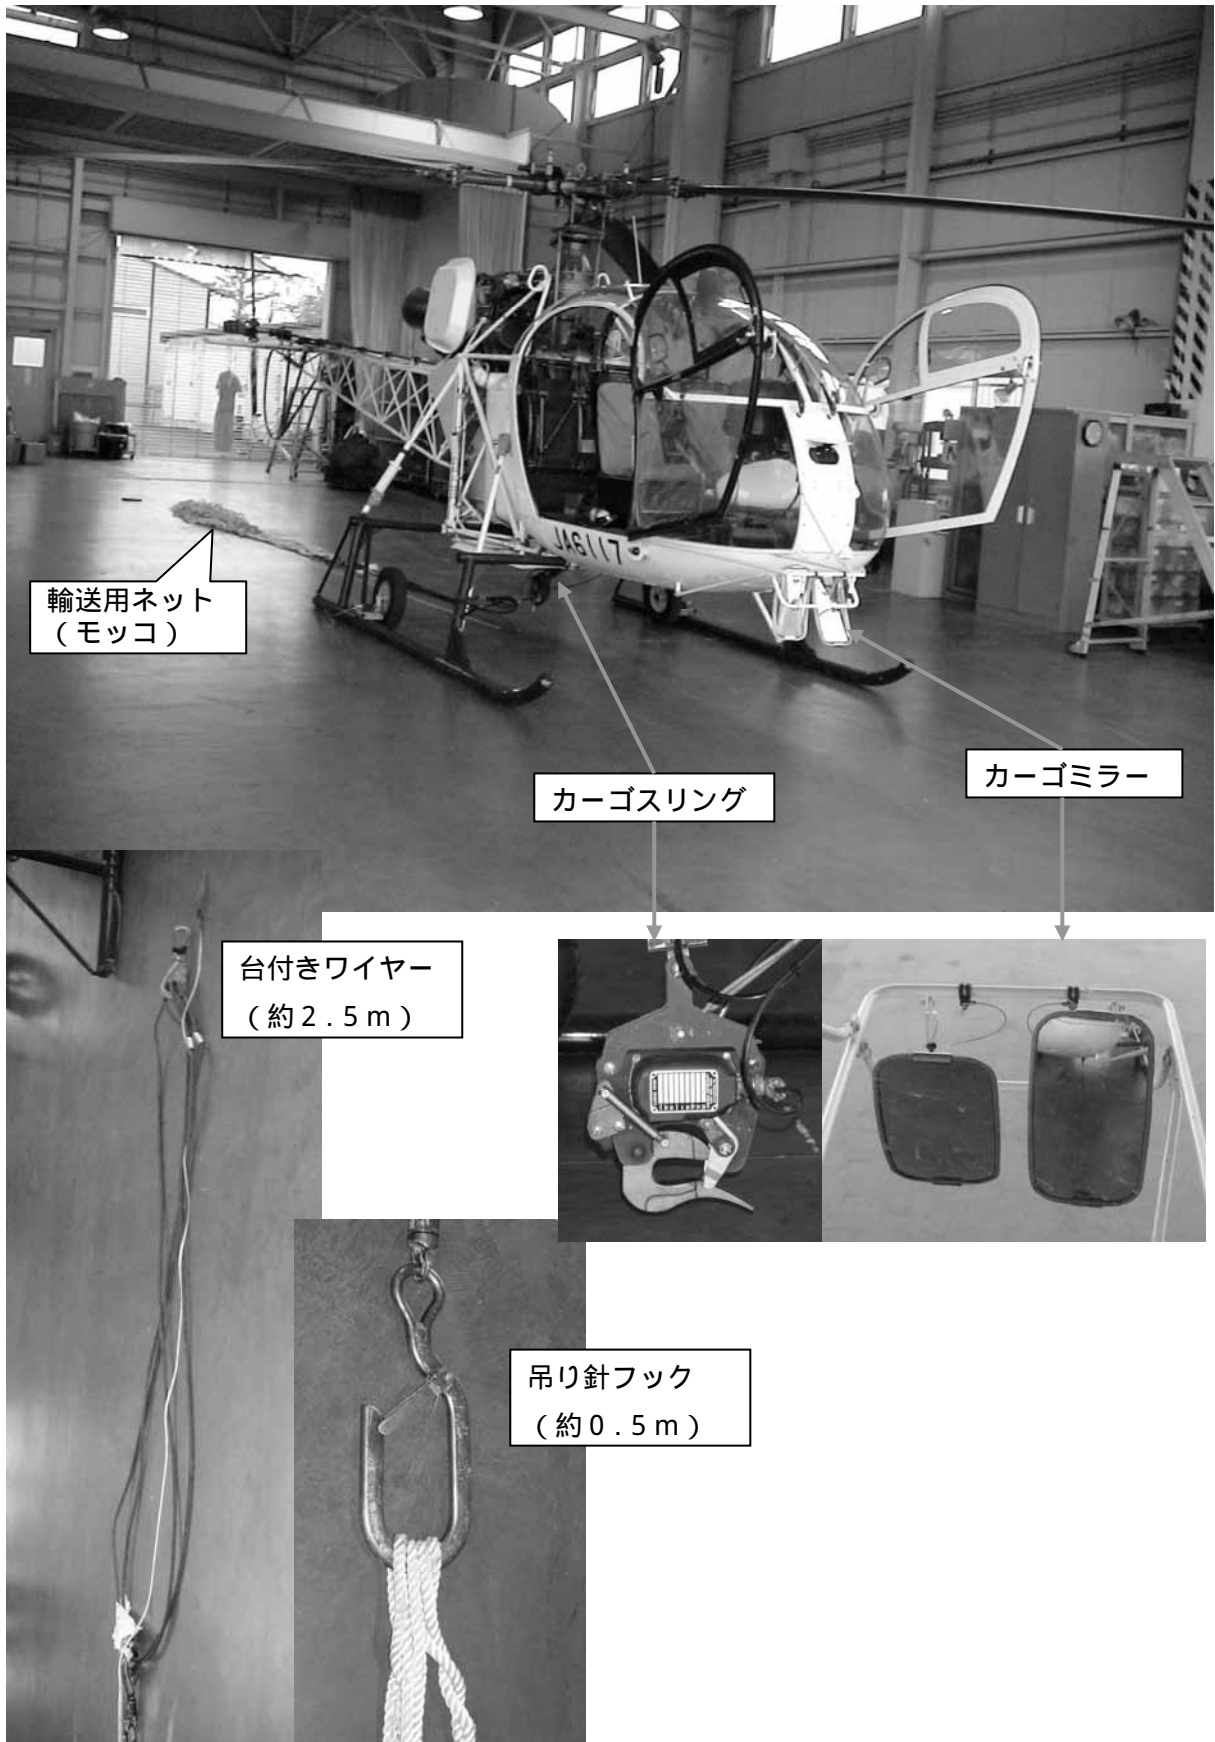 JA6117
輸送用ネット
（モッコ）
カーゴスリング
カーゴミラー
台付きワイヤー
（約２．５ｍ）
吊り針フック
（約０．５ｍ）